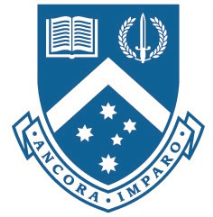 · ANCORA · IMPARO ·